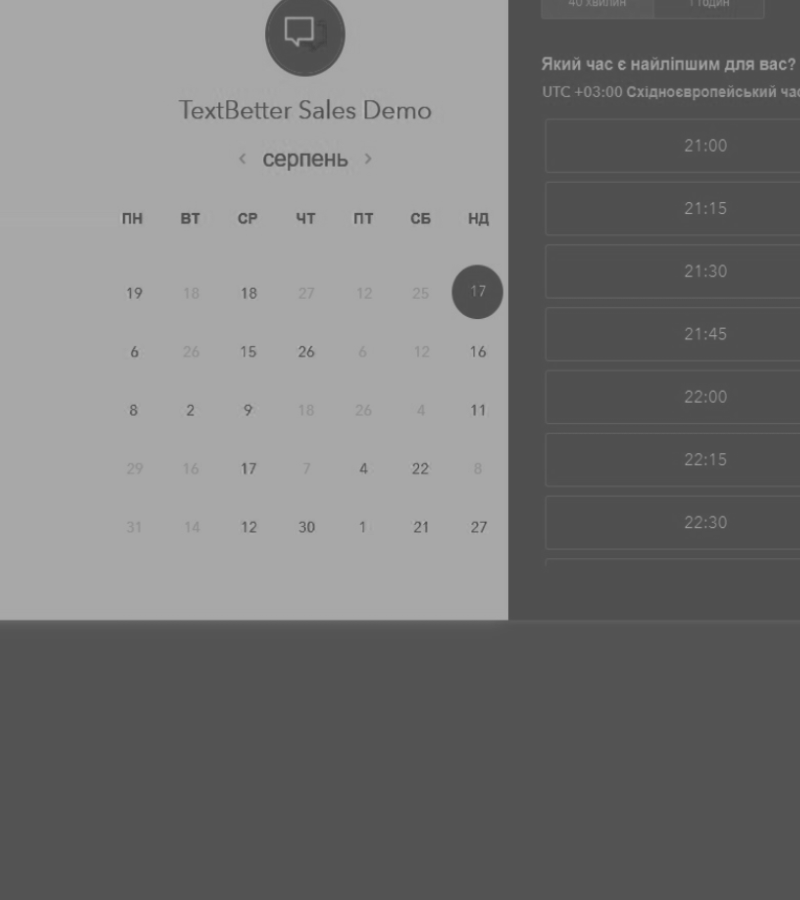 40 хвилин 1 годин
TextBetter Sales Demo
‹ серпень ›
ПН ВТ СР ЧТ ПТ СБ НД
19 18 18 27 12 25 17
6 26 15 26 6 12 16
8 2 9 18 26 4 11
29 16 17 7 4 22 8
31 14 12 30 1 21 27
Який час є найліпшим для вас?
UTC +03:00 Східноєвропейський час
21:00
21:15
21:30
21:45
22:00
22:15
22:30